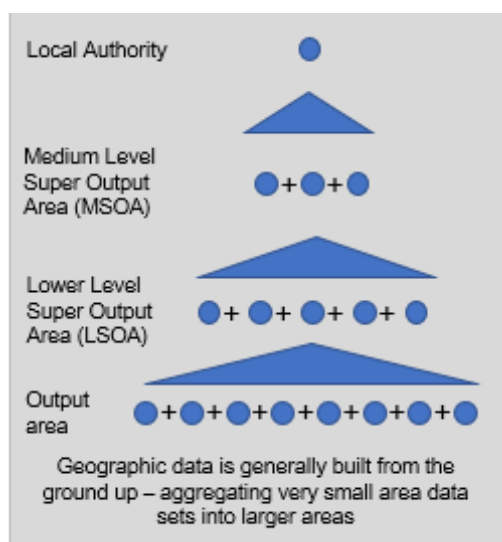 Local Authority
Medium Level
Super Output
Area (MSOA)
+ +
Lower Level
Super Output
Area (LSOA)
+ + + +
Output
area
+ + + + + + +
Geographic data is generally built from the
ground up – aggregating very small area data
sets into larger areas